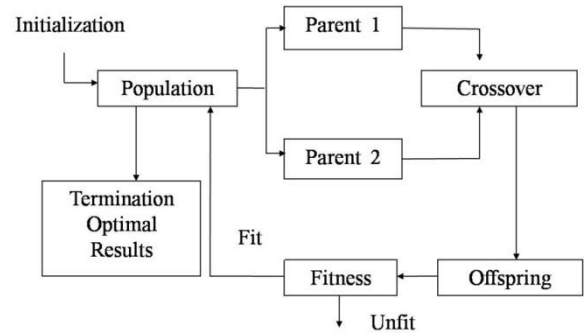 Initialization
Parent 1
Population
Crossover
Parent 2
Termination
Optimal
Results
Fit
Fitness
Offspring
Unfit